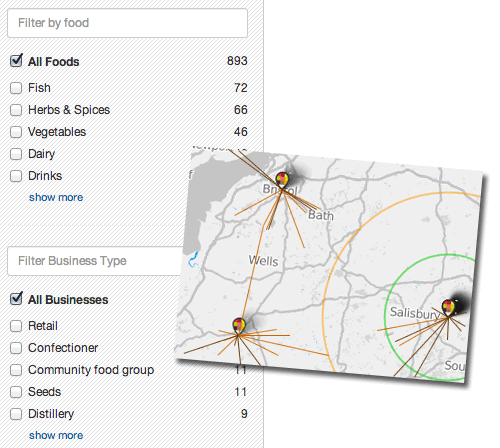 Filter by food
All Foods 893
Fish 72
Herbs & Spices 66
Vegetables 46
Dairy
Drinks
show more
Filter Business Type
All Businesses
Retail
Confectioner
Community food group 11
Seeds 11
Distillery 9
show more
Bristol
Bath
Wells
Salisbury